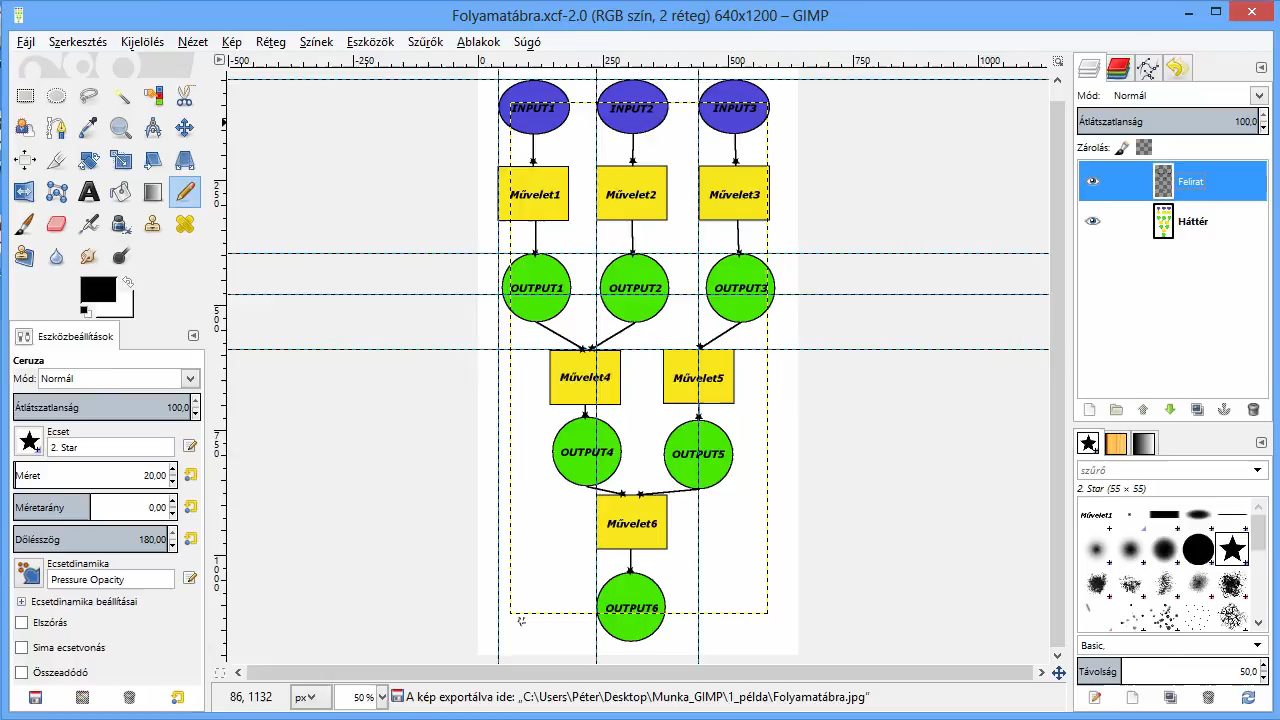 Folyamatábra.xcf-2.0 (RGB szín, 2 réteg) 640x1200 – GIMP
Fájl Szerkesztés Kijelölés Nézet Kép Réteg Színek Eszközök Szűrők Ablakok Súgó
-500 -250 0 250 500 750 1000
250
500
750
1000
INPUT1 INPUT2 INPUT3
Művelet1 Művelet2 Művelet3
OUTPUT1 OUTPUT2 OUTPUT3
Művelet4 Művelet5
OUTPUT4 OUTPUT5
Művelet6
OUTPUT6
Eszközbeállítások
Ceruza
Mód: Normál
Átlátszatlanság 100,0
Ecset
2. Star
Méret 20,00
Méretarány 0,00
Dőlésszög 180,00
Ecsetdinamika
Pressure Opacity
Ecsetdinamika beállításai
Elszórás
Sima ecsetvonás
Összeadódó
Mód: Normál
Átlátszatlanság 100,0
Zárolás:
Felirat
Háttér
szűrő
2. Star (55 × 55)
Művelet1
Basic,
Távolság 50,0
86, 1132 px 50 % A kép exportálva ide: „C:\Users\Péter\Desktop\Munka_GIMP\1_példa\Folyamatábra.jpg”